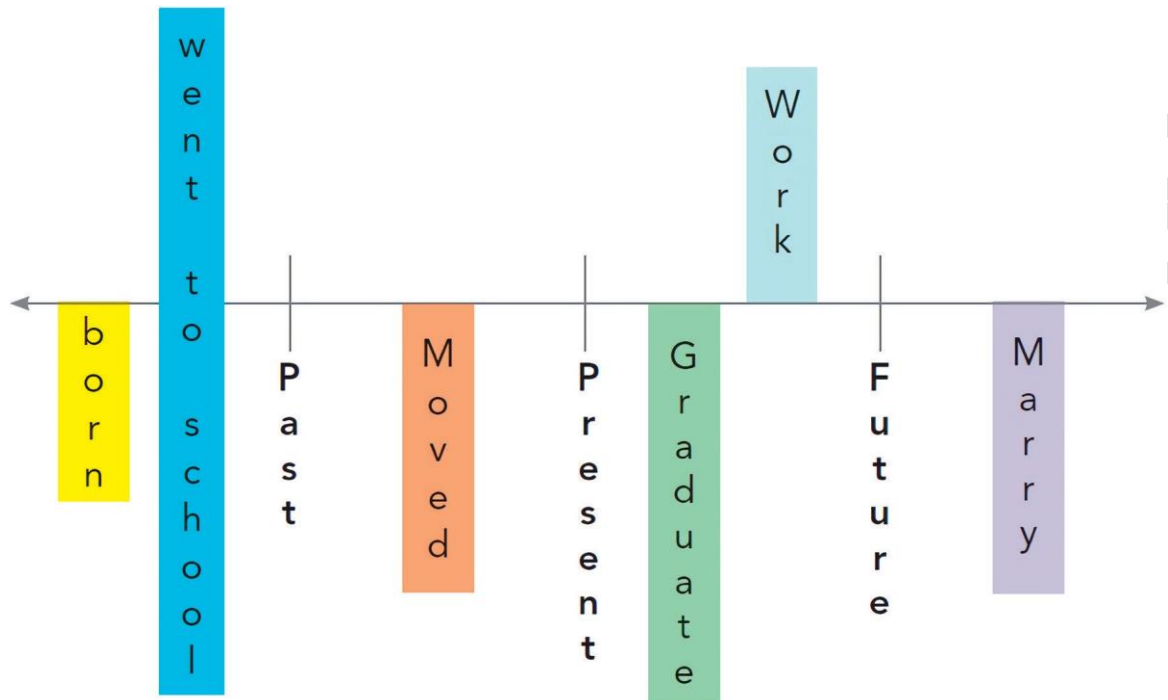 born
went to school
Past
Moved
Present
Graduate
Work
Future
Marry